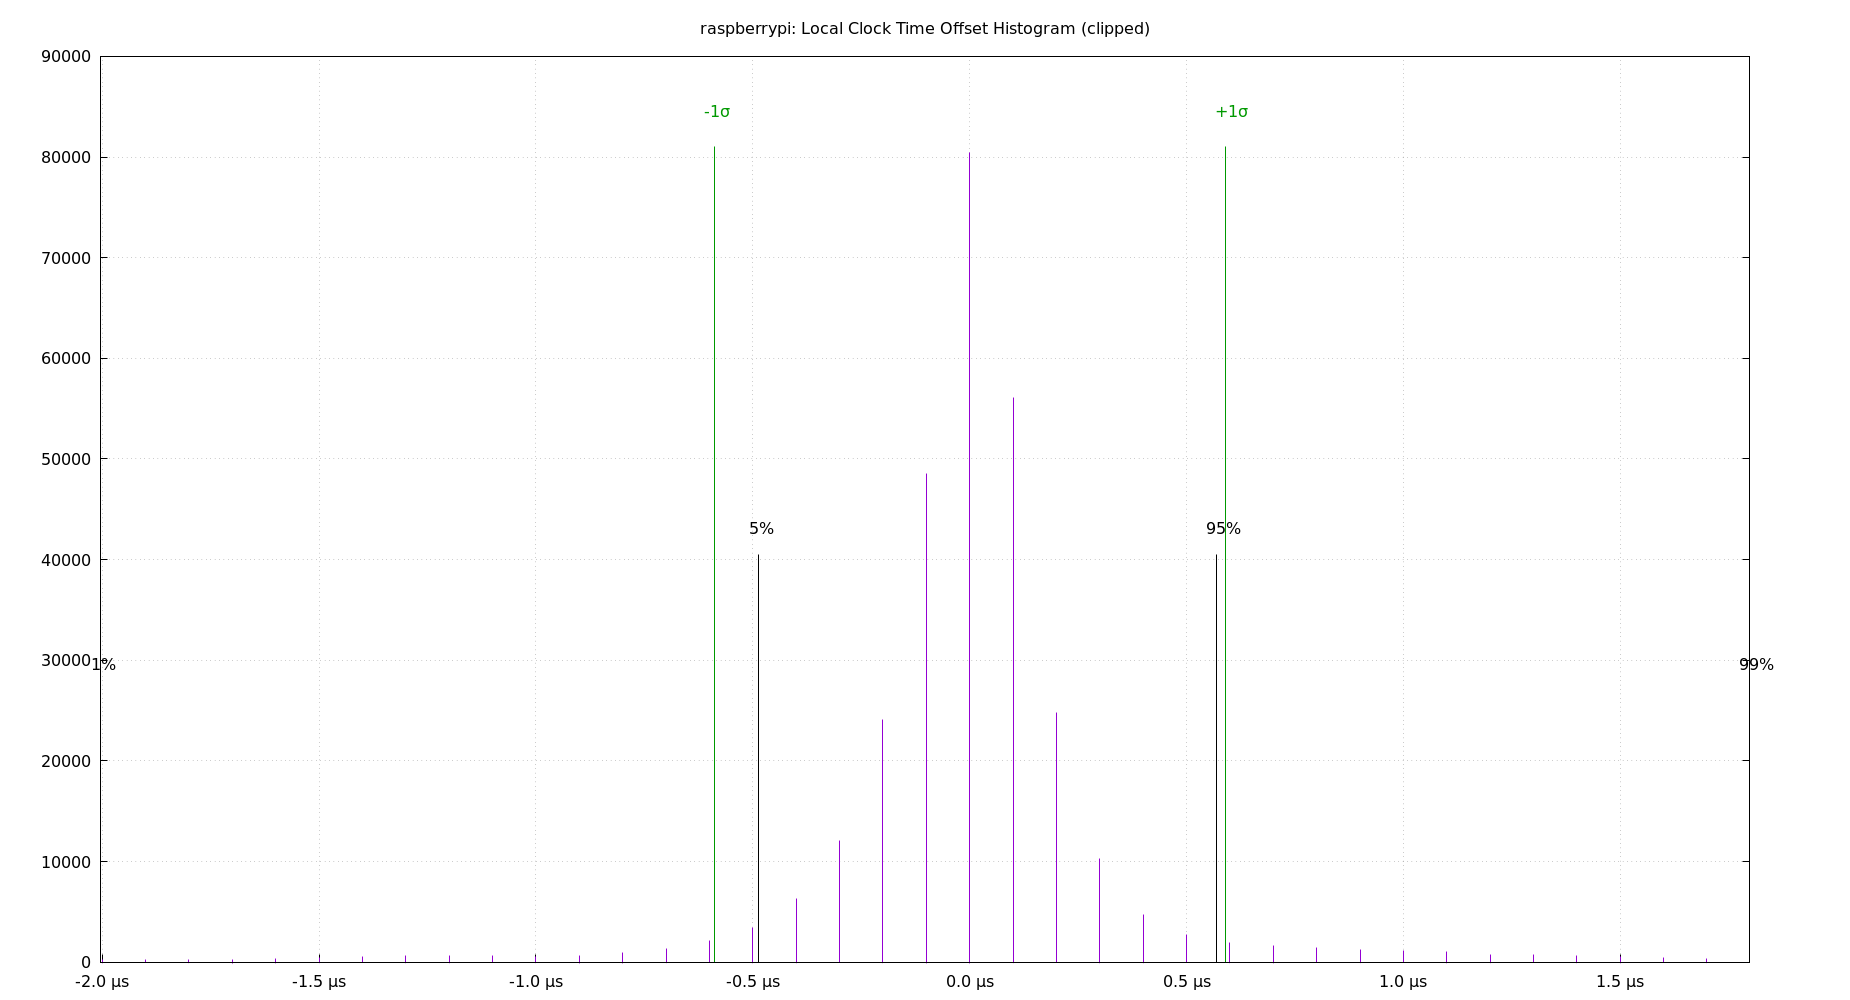 raspberrypi: Local Clock Time Offset Histogram (clipped)
90000
-1σ +1σ
80000
70000
60000
50000
5% 95%
40000
30000 1% 99%
20000
10000
0
-2.0 µs -1.5 µs -1.0 µs -0.5 µs 0.0 µs 0.5 µs 1.0 µs 1.5 µs